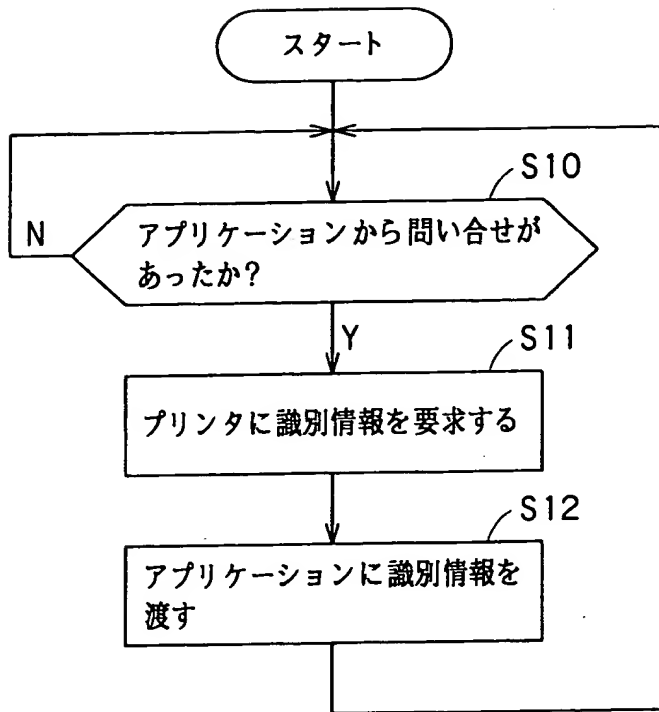 スタート
S10
N
アプリケーションから問い合せが
あったか?
Y
S11
プリンタに識別情報を要求する
S12
アプリケーションに識別情報を
渡す